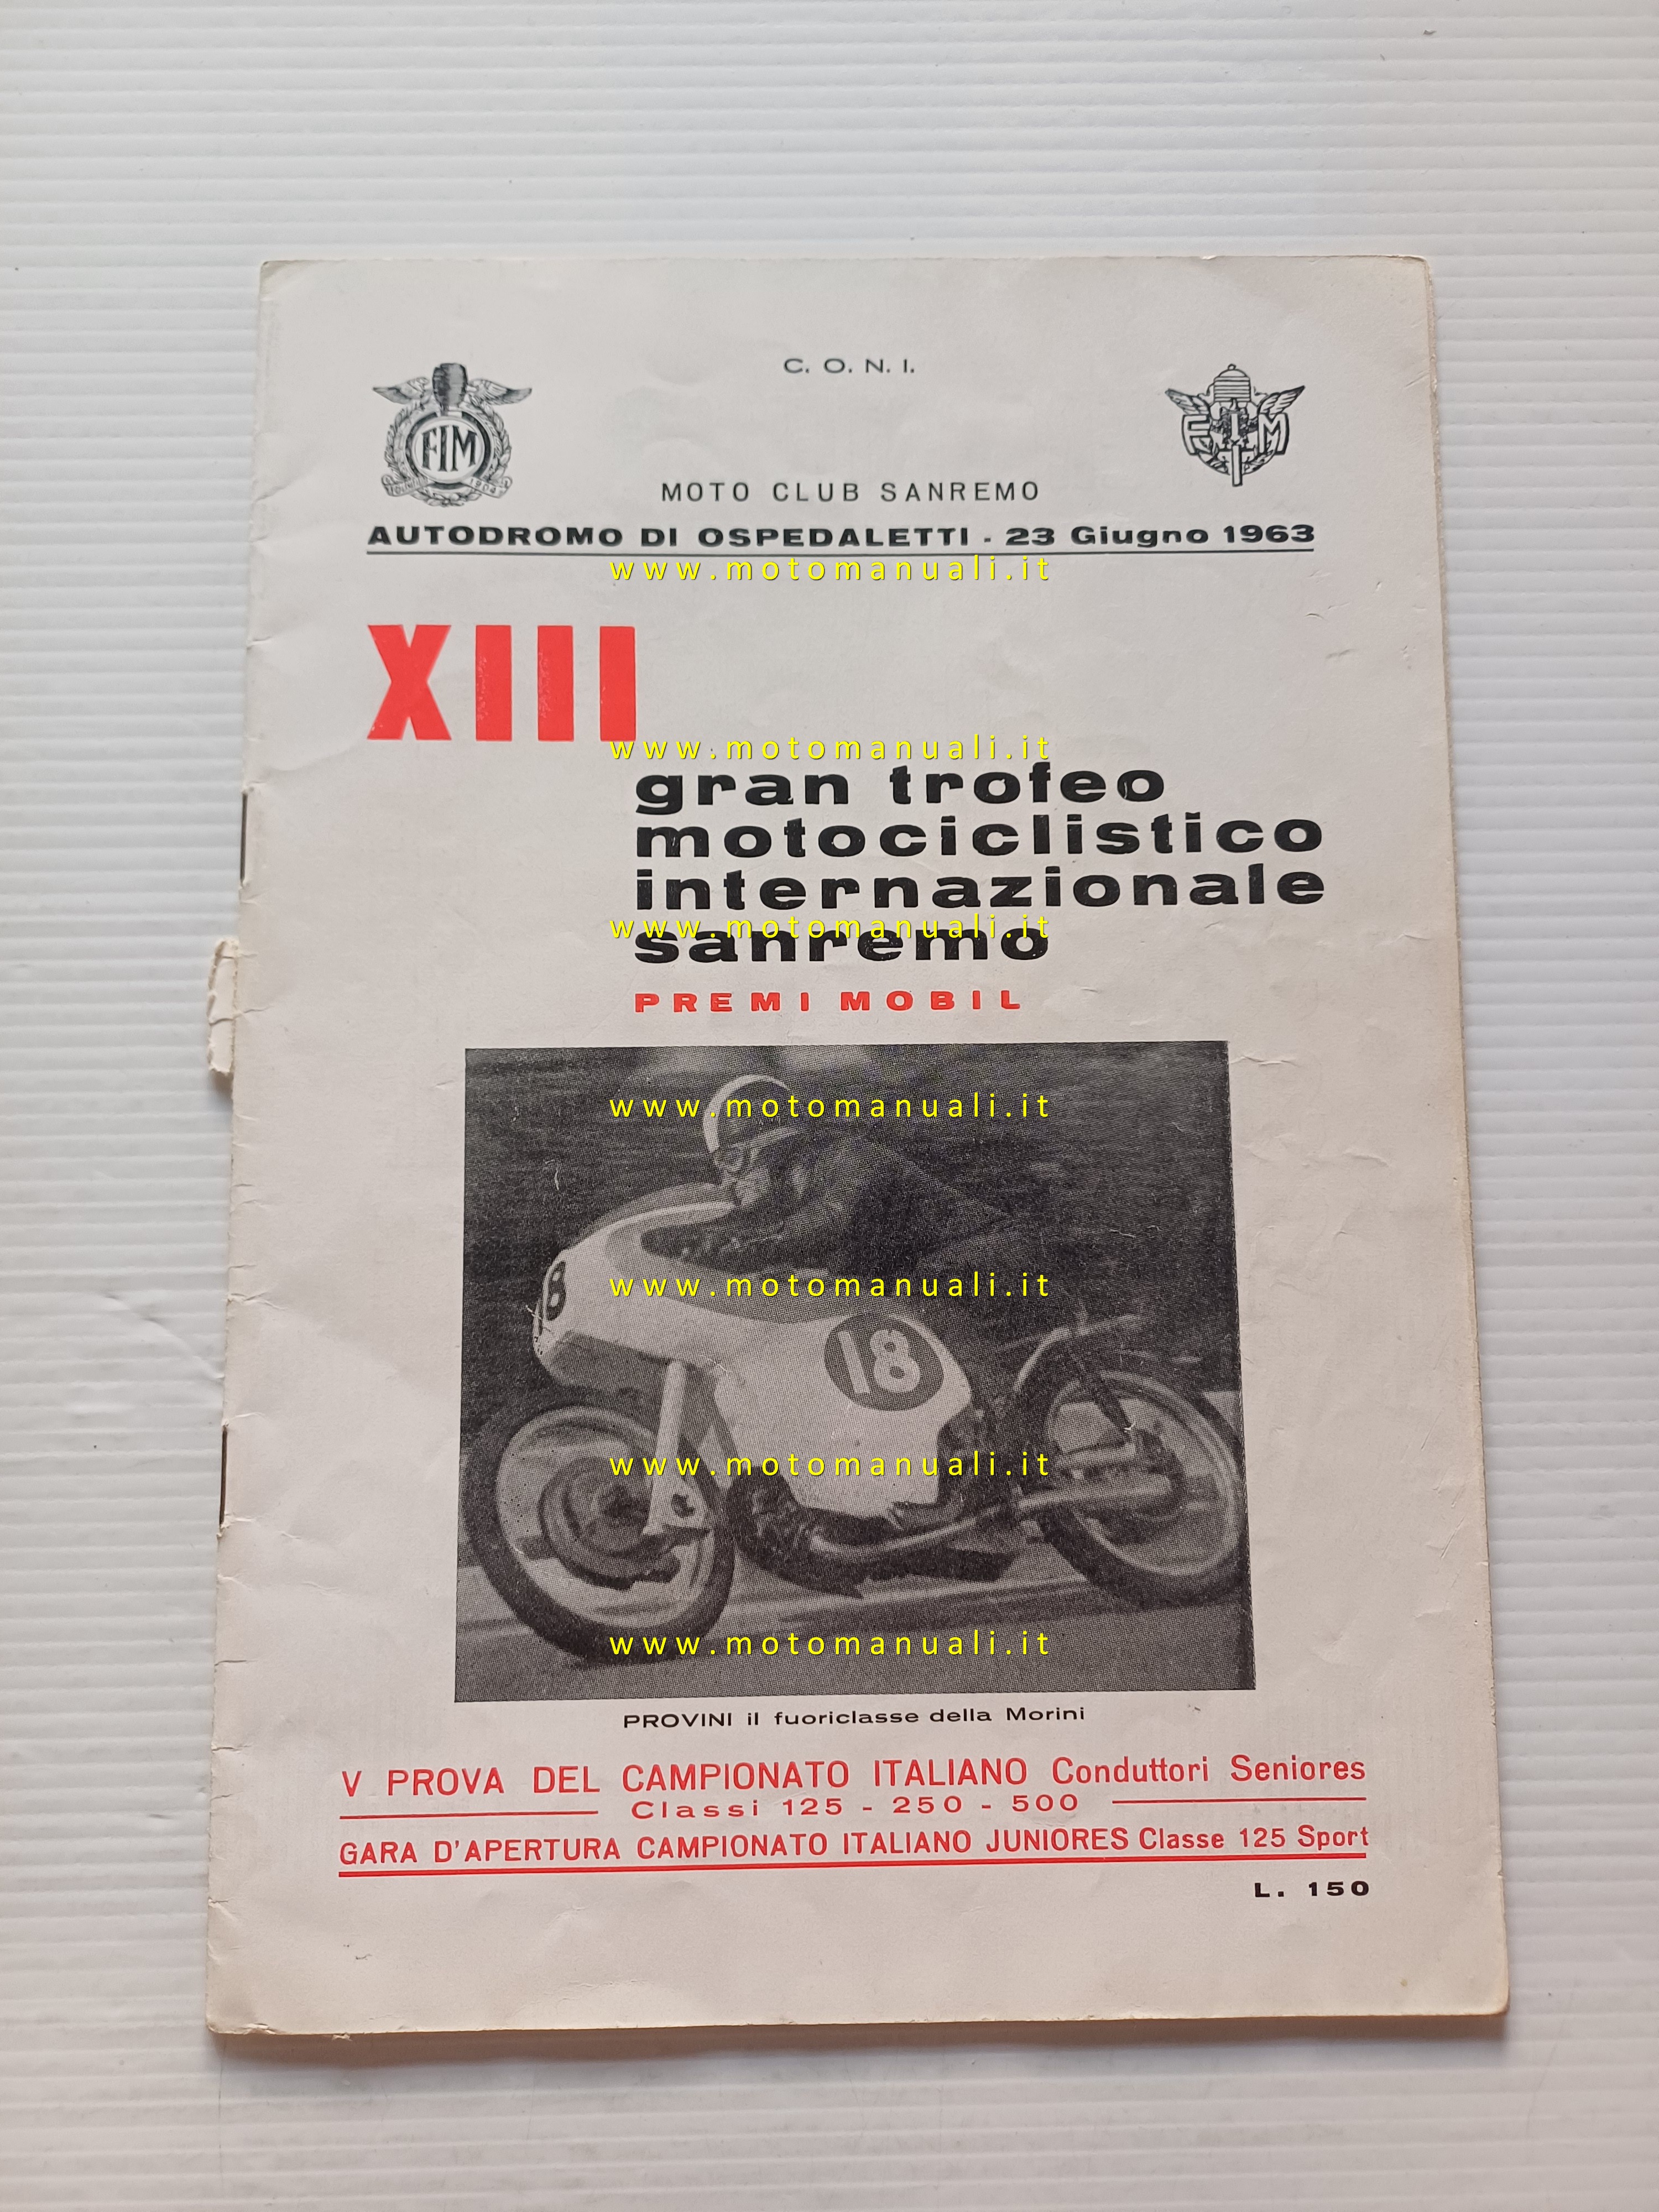 C. O. N. I.
FIM
1904
F M I
MOTO CLUB SANREMO
AUTODROMO DI OSPEDALETTI - 23 Giugno 1963
www.motomanuali.it
XIII
www.motomanuali.it
gran trofeo
motociclistico
internazionale
www.motomanuali.it
sanremo
PREMI MOBIL
www.motomanuali.it
www.motomanuali.it
18
18
www.motomanuali.it
www.motomanuali.it
PROVINI il fuoriclasse della Morini
V PROVA DEL CAMPIONATO ITALIANO Conduttori Seniores
Classi 125 - 250 - 500
GARA D'APERTURA CAMPIONATO ITALIANO JUNIORES Classe 125 Sport
L. 150